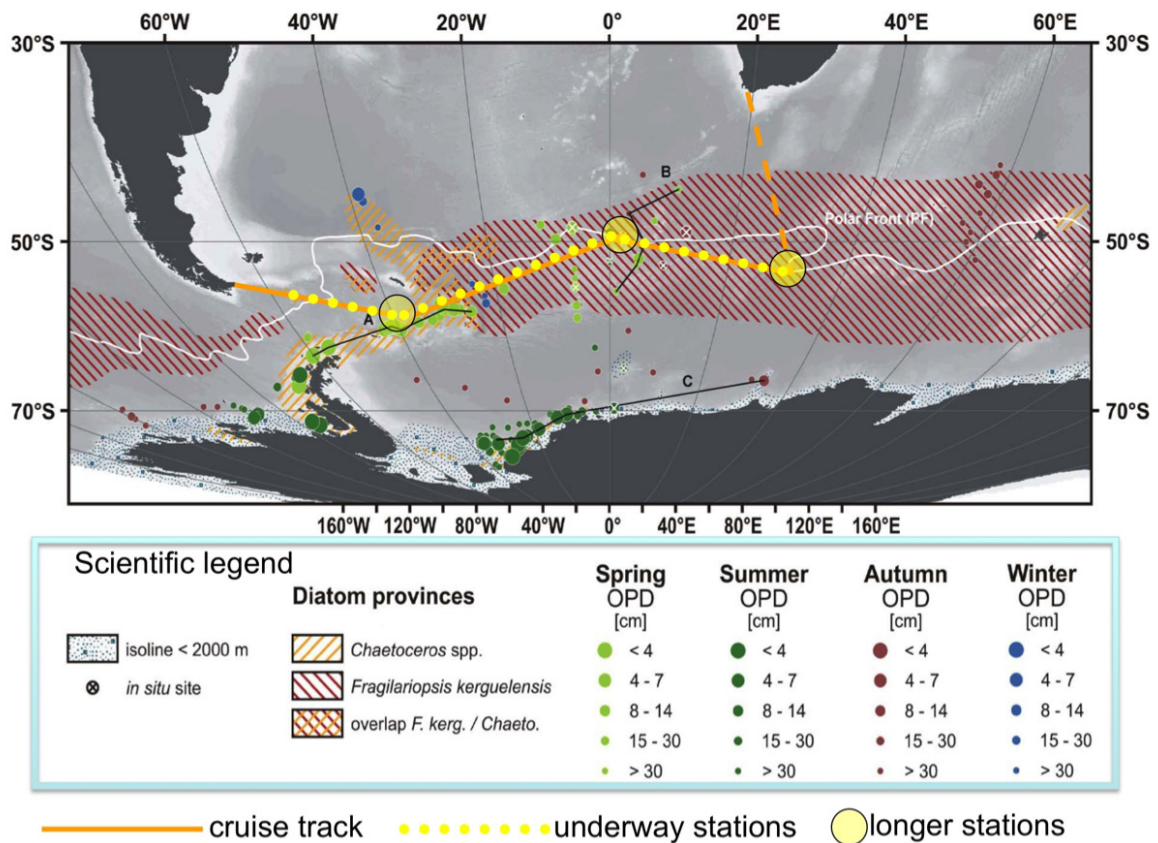 60°W 40°W 20°W 0° 20°E 40°E 60°E
30°S 30°S
B
Polar Front (PF)
50°S 50°S
A
C
70°S 70°S
160°W 120°W 80°W 40°W 0° 40°E 80°E 120°E 160°E
Scientific legend
isoline < 2000 m
in situ site
Diatom provinces
Chaetoceros spp.
Fragilariopsis kerguelensis
overlap F. kerg. / Chaeto.
Spring
OPD
[cm]
< 4
4 - 7
8 - 14
15 - 30
> 30
Summer
OPD
[cm]
< 4
4 - 7
8 - 14
15 - 30
> 30
Autumn
OPD
[cm]
< 4
4 - 7
8 - 14
15 - 30
> 30
Winter
OPD
[cm]
< 4
4 - 7
8 - 14
15 - 30
> 30
cruise track underway stations longer stations